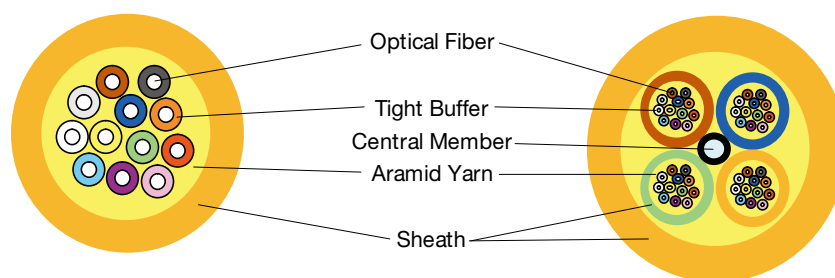 Optical Fiber
Tight Buffer
Central Member
Aramid Yarn
Sheath